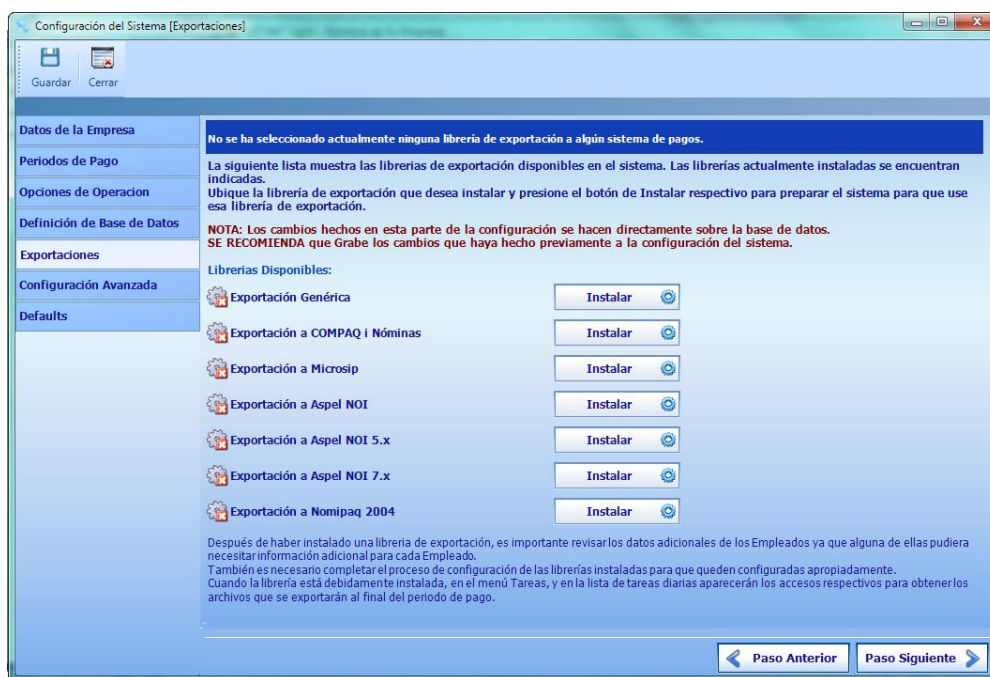 Configuración del Sistema [Exportaciones]
Guardar
Cerrar
Datos de la Empresa
Periodos de Pago
Opciones de Operacion
Definición de Base de Datos
Exportaciones
Configuración Avanzada
Defaults
No se ha seleccionado actualmente ninguna librería de exportación a algún sistema de pagos.
La siguiente lista muestra las librerias de exportación disponibles en el sistema. Las librerías actualmente instaladas se encuentran
indicadas.
Ubique la librería de exportación que desea instalar y presione el botón de Instalar respectivo para preparar el sistema para que use
esa librería de exportación.
NOTA: Los cambios hechos en esta parte de la configuración se hacen directamente sobre la base de datos.
SE RECOMIENDA que Grabe los cambios que haya hecho previamente a la configuración del sistema.
Librerias Disponibles:
Exportación Genérica
Instalar
Exportación a COMPAQ i Nóminas
Instalar
Exportación a Microsip
Instalar
Exportación a Aspel NOI
Instalar
Exportación a Aspel NOI 5.x
Instalar
Exportación a Aspel NOI 7.x
Instalar
Exportación a Nomipaq 2004
Instalar
Después de haber instalado una libreria de exportación, es importante revisar los datos adicionales de los Empleados ya que alguna de ellas pudiera
necesitar información adicional para cada Empleado.
También es necesario completar el proceso de configuración de las librerías instaladas para que queden configuradas apropiadamente.
Cuando la librería está debidamente instalada, en el menú Tareas, y en la lista de tareas diarias aparecerán los accesos respectivos para obtener los
archivos que se exportarán al final del periodo de pago.
Paso Anterior
Paso Siguiente